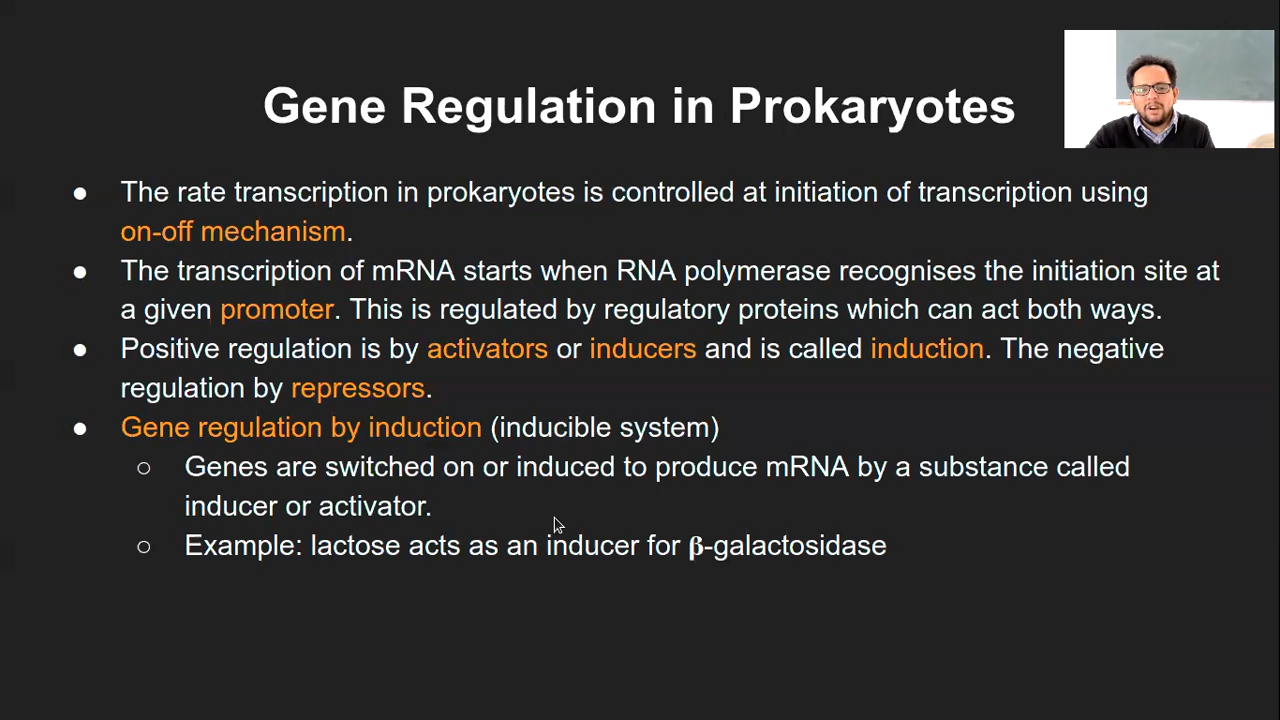 Gene Regulation in Prokaryotes
● The rate transcription in prokaryotes is controlled at initiation of transcription using
on-off mechanism.
● The transcription of mRNA starts when RNA polymerase recognises the initiation site at
a given promoter. This is regulated by regulatory proteins which can act both ways.
● Positive regulation is by activators or inducers and is called induction. The negative
regulation by repressors.
● Gene regulation by induction (inducible system)
○ Genes are switched on or induced to produce mRNA by a substance called
inducer or activator.
○ Example: lactose acts as an inducer for β-galactosidase